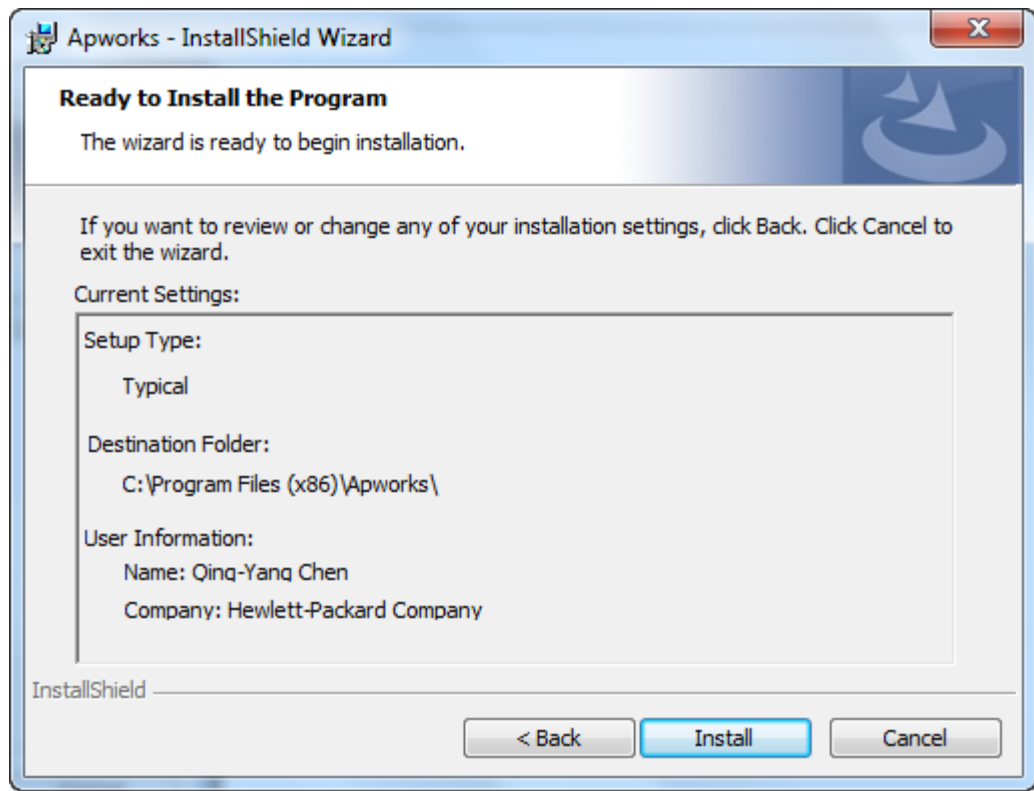 Apworks - InstallShield Wizard
Ready to Install the Program
The wizard is ready to begin installation.
If you want to review or change any of your installation settings, click Back. Click Cancel to
exit the wizard.
Current Settings:
Setup Type:
Typical
Destination Folder:
C:\Program Files (x86)\Apworks\
User Information:
Name: Qing-Yang Chen
Company: Hewlett-Packard Company
InstallShield
< Back
Install
Cancel